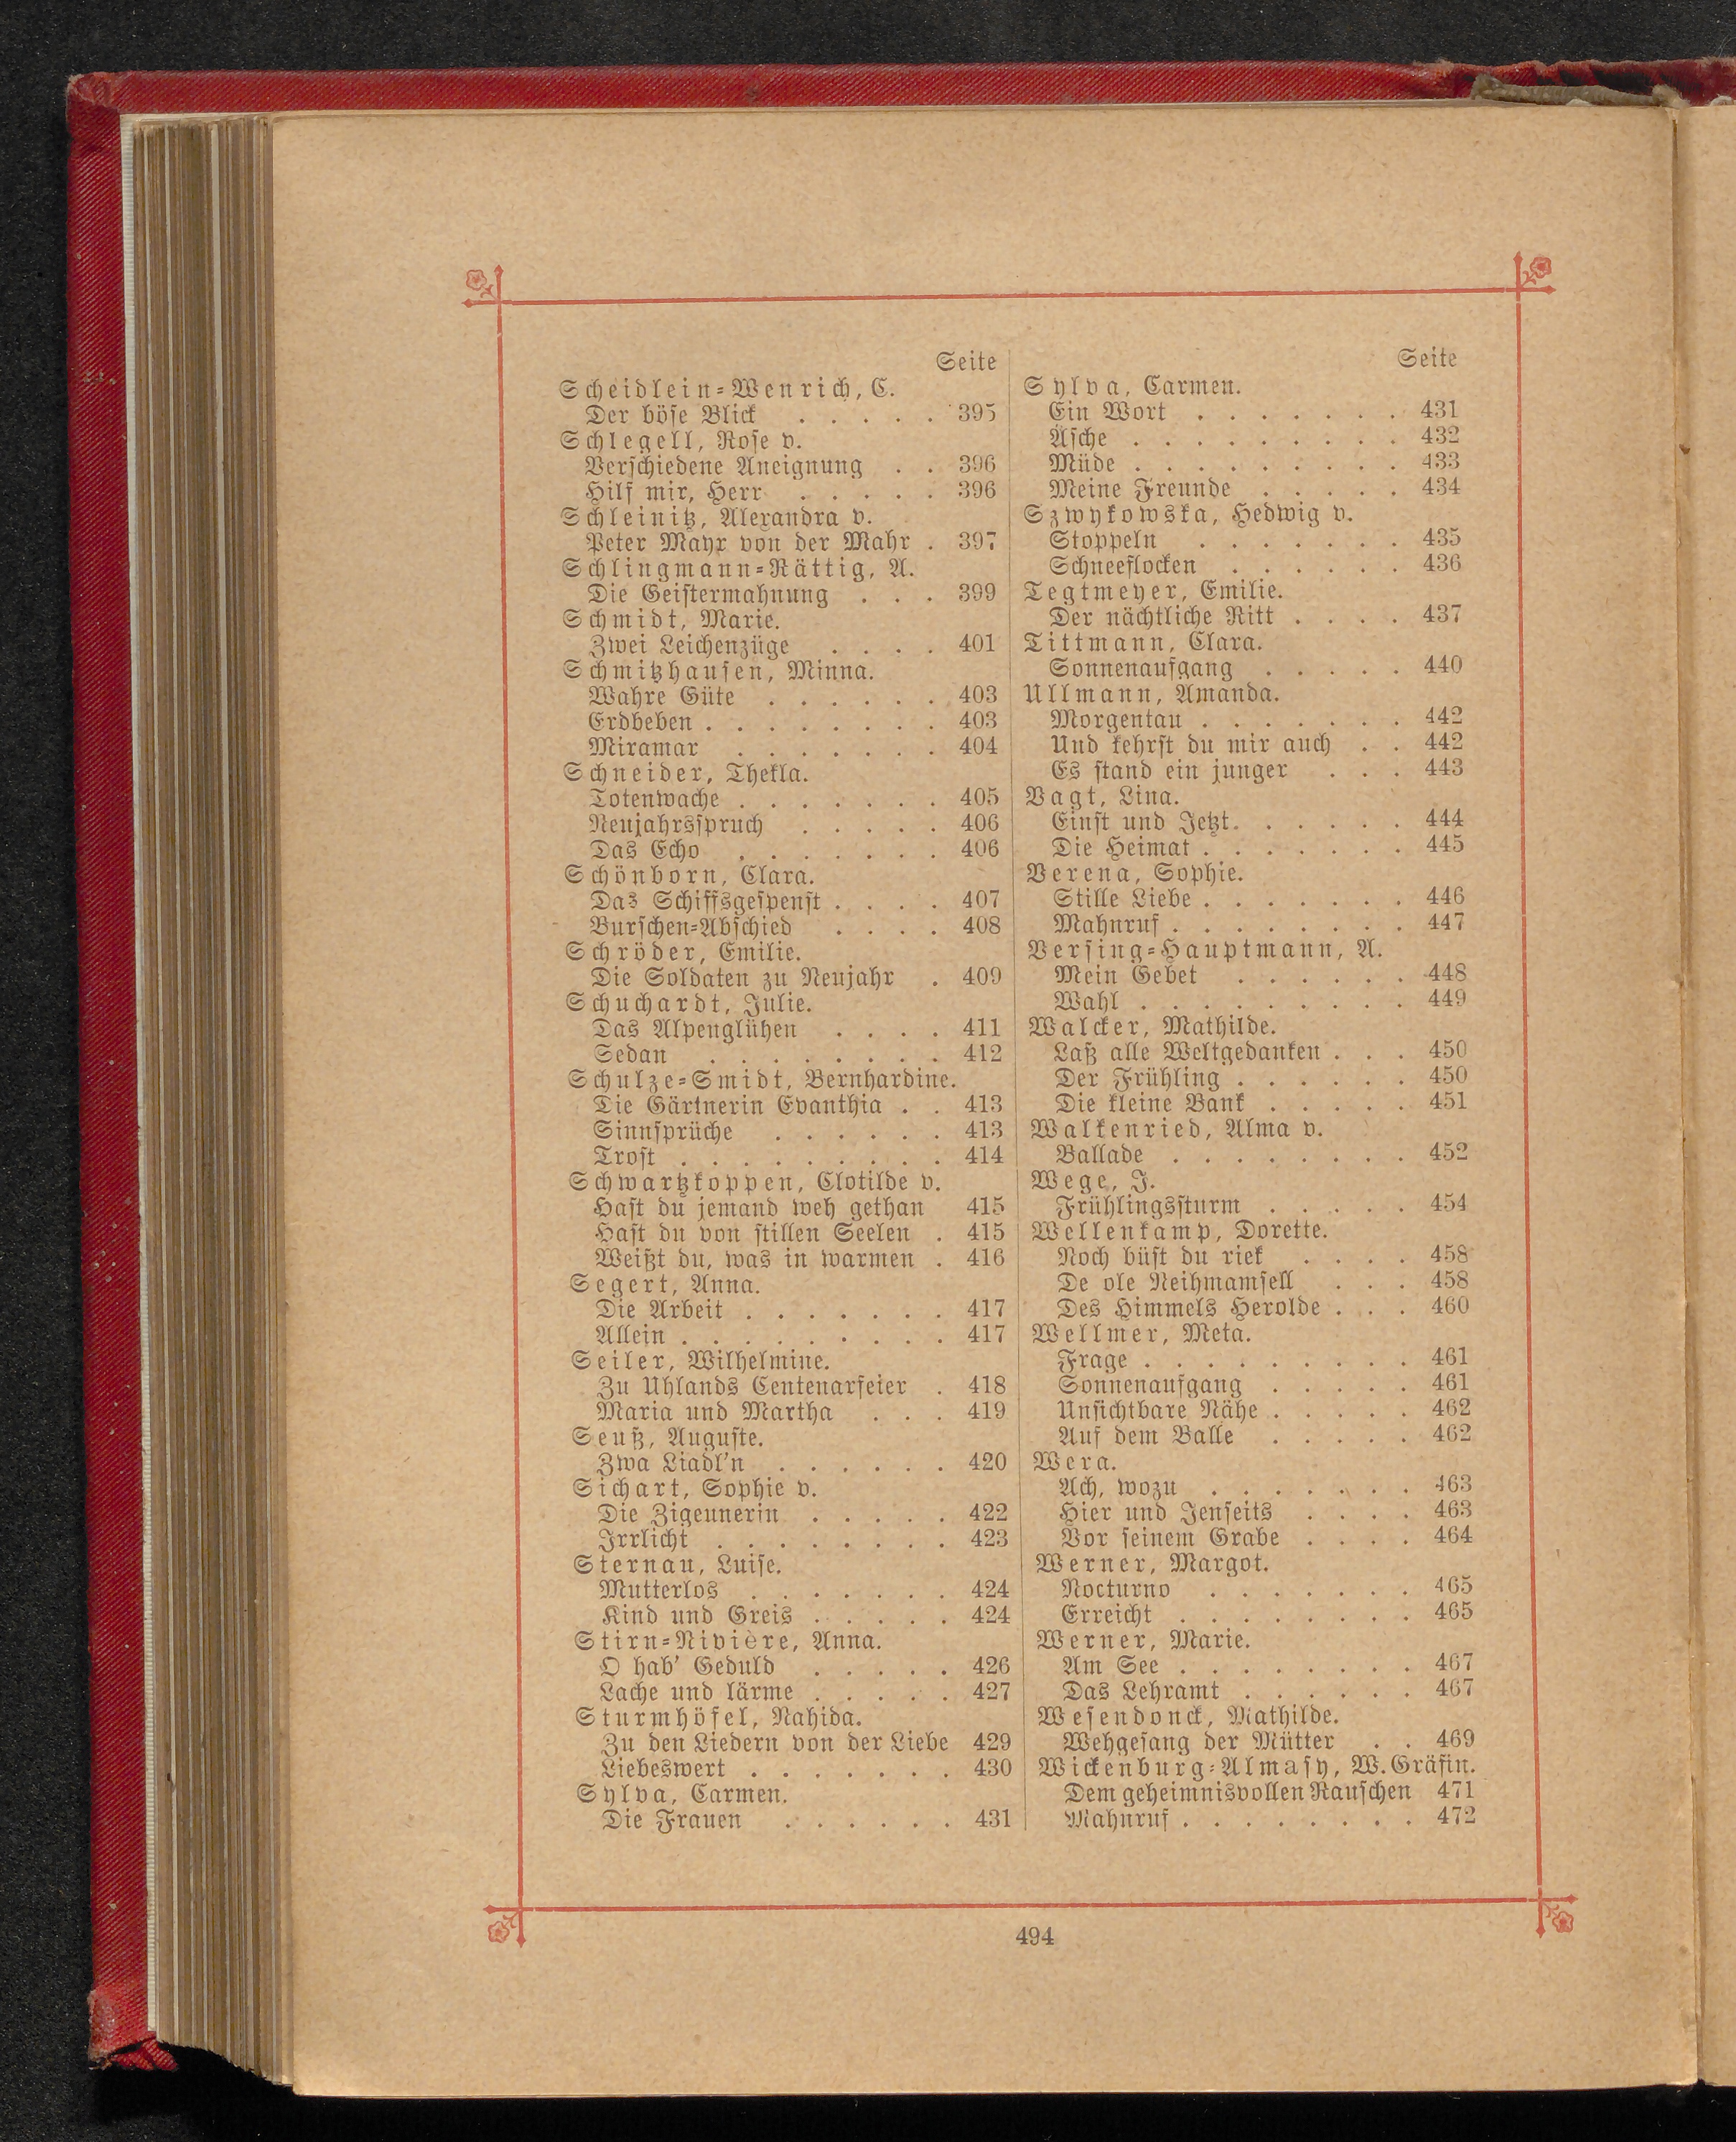 Seite
Scheidlein-Wenrich, C.
Der böse Blick . . . . . 395
Schlegell, Rose v.
Verschiedene Aneignung . . 396
Hilf mir, Herr . . . . . 396
Schleinitz, Alexandra v.
Peter Mayr von der Mahr . 397
Schlingmann-Rättig, A.
Die Geistermahnung . . . 399
Schmidt, Marie.
Zwei Leichenzüge . . . . 401
Schmitzhausen, Minna.
Wahre Güte . . . . . . 403
Erdbeben . . . . . . . . 403
Miramar . . . . . . . 404
Schneider, Thekla.
Totenwache . . . . . . . 405
Neujahrsspruch . . . . . 406
Das Echo . . . . . . . 406
Schönborn, Clara.
Das Schiffsgespenst . . . . 407
Burschen-Abschied . . . . 408
Schröder, Emilie.
Die Soldaten zu Neujahr . 409
Schuchardt, Julie.
Das Alpenglühen . . . . 411
Sedan . . . . . . . . 412
Schulze-Smidt, Bernhardine.
Die Gärtnerin Evanthia . . 413
Sinnsprüche . . . . . . 413
Trost . . . . . . . . . 414
Schwartzkoppen, Clotilde v.
Hast du jemand weh gethan 415
Hast du von stillen Seelen . 415
Weißt du, was in warmen . 416
Segert, Anna.
Die Arbeit . . . . . . . 417
Allein . . . . . . . . . 417
Seiler, Wilhelmine.
Zu Uhlands Centenarfeier . 418
Maria und Martha . . . 419
Seuß, Auguste.
Zwa Liadl'n . . . . . . 420
Sichart, Sophie v.
Die Zigeunerin . . . . . 422
Irrlicht . . . . . . . . 423
Sternau, Luise.
Mutterlos . . . . . . . 424
Kind und Greis . . . . . 424
Stirn-Rivière, Anna.
O hab' Geduld . . . . . 426
Lache und lärme . . . . . 427
Sturmhöfel, Nahida.
Zu den Liedern von der Liebe 429
Liebeswert . . . . . . . 430
Sylva, Carmen.
Die Frauen . . . . . . 431
Seite
Sylva, Carmen.
Ein Wort . . . . . . . 431
Asche . . . . . . . . . 432
Müde . . . . . . . . . 433
Meine Freunde . . . . . 434
Szwykowska, Hedwig v.
Stoppeln . . . . . . . 435
Schneeflocken . . . . . . 436
Tegtmeyer, Emilie.
Der nächtliche Ritt . . . . 437
Tittmann, Clara.
Sonnenaufgang . . . . . 440
Ullmann, Amanda.
Morgentau . . . . . . . 442
Und kehrst du mir auch . . 442
Es stand ein junger . . . 443
Vagt, Lina.
Einst und Jetzt. . . . . . 444
Die Heimat . . . . . . . 445
Verena, Sophie.
Stille Liebe . . . . . . . 446
Mahnruf . . . . . . . . 447
Versing-Hauptmann, A.
Mein Gebet . . . . . . 448
Wahl . . . . . . . . . 449
Walcker, Mathilde.
Laß alle Weltgedanken . . . 450
Der Frühling . . . . . . 450
Die kleine Bank . . . . . 451
Walkenried, Alma v.
Ballade . . . . . . . . 452
Wege, J.
Frühlingssturm . . . . . 454
Wellenkamp, Dorette.
Noch büst du riek . . . . 458
De ole Neihmamsell . . . 458
Des Himmels Herolde . . . 460
Wellmer, Meta.
Frage . . . . . . . . . 461
Sonnenaufgang . . . . . 461
Unsichtbare Nähe . . . . . 462
Auf dem Balle . . . . . 462
Wera.
Ach, wozu . . . . . . . 463
Hier und Jenseits . . . . 463
Vor seinem Grabe . . . . 464
Werner, Margot.
Nocturno . . . . . . . 465
Erreicht . . . . . . . . 465
Werner, Marie.
Am See . . . . . . . . 467
Das Lehramt . . . . . . 467
Wesendonck, Mathilde.
Wehgesang der Mütter . . 469
Wickenburg-Almasy, W. Gräfin.
Dem geheimnisvollen Rauschen 471
Mahnruf . . . . . . . . 472
494